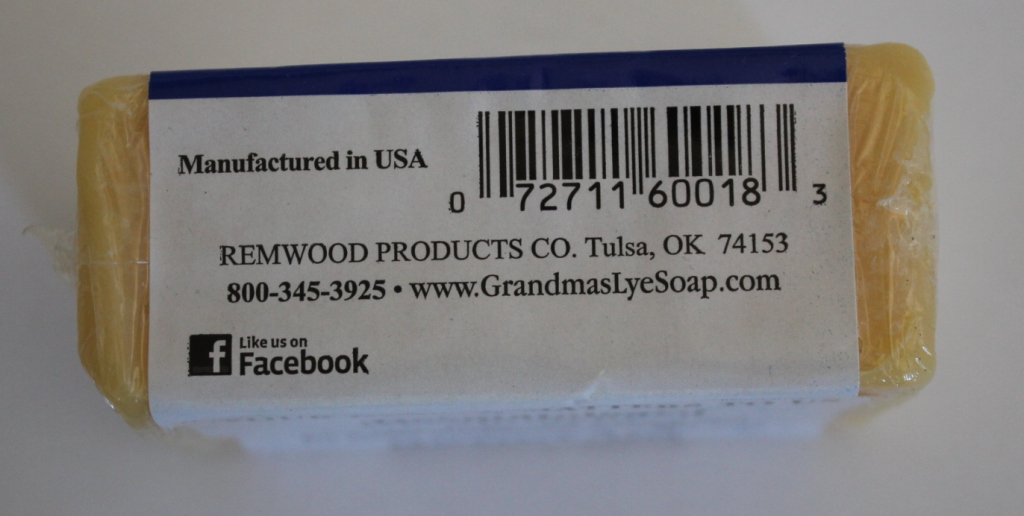 Manufactured in USA
0 72711 60018 3
REMWOOD PRODUCTS CO. Tulsa, OK 74153
800-345-3925 • www.GrandmasLyeSoap.com
f
Like us on
Facebook